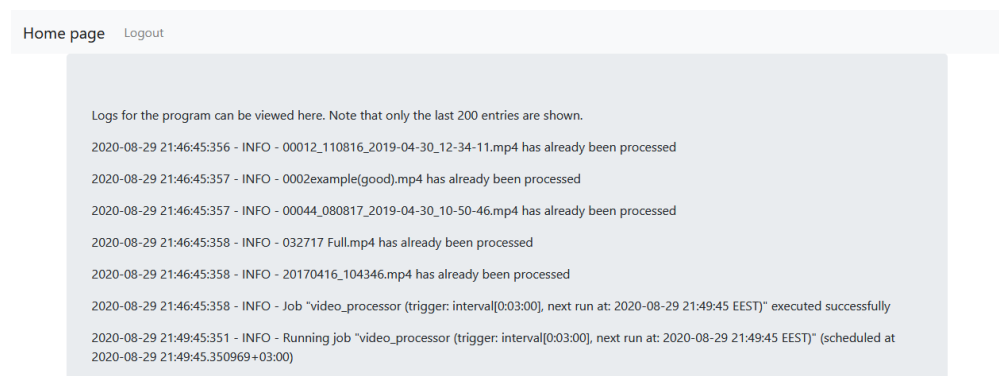 Home page Logout
Logs for the program can be viewed here. Note that only the last 200 entries are shown.
2020-08-29 21:46:45:356 - INFO - 00012_110816_2019-04-30_12-34-11.mp4 has already been processed
2020-08-29 21:46:45:357 - INFO - 0002example(good).mp4 has already been processed
2020-08-29 21:46:45:357 - INFO - 00044_080817_2019-04-30_10-50-46.mp4 has already been processed
2020-08-29 21:46:45:358 - INFO - 032717 Full.mp4 has already been processed
2020-08-29 21:46:45:358 - INFO - 20170416_104346.mp4 has already been processed
2020-08-29 21:46:45:358 - INFO - Job "video_processor (trigger: interval[0:03:00], next run at: 2020-08-29 21:49:45 EEST)" executed successfully
2020-08-29 21:49:45:351 - INFO - Running job "video_processor (trigger: interval[0:03:00], next run at: 2020-08-29 21:49:45 EEST)" (scheduled at
2020-08-29 21:49:45.350969+03:00)